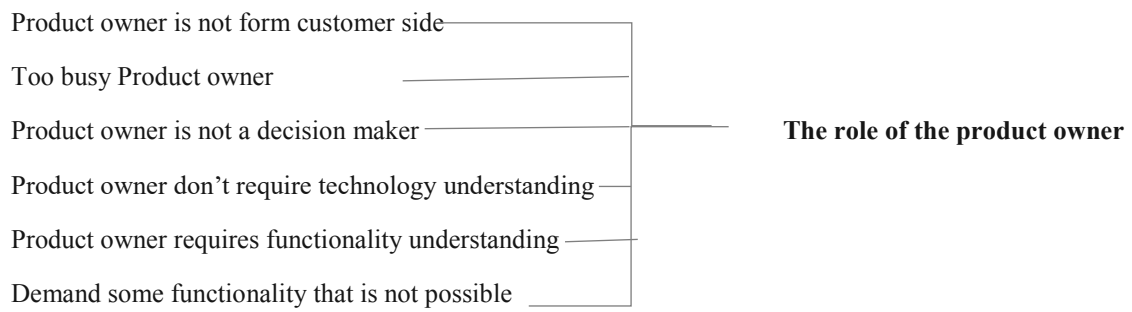 Product owner is not form customer side
Too busy Product owner
Product owner is not a decision maker
The role of the product owner
Product owner don’t require technology understanding
Product owner requires functionality understanding
Demand some functionality that is not possible